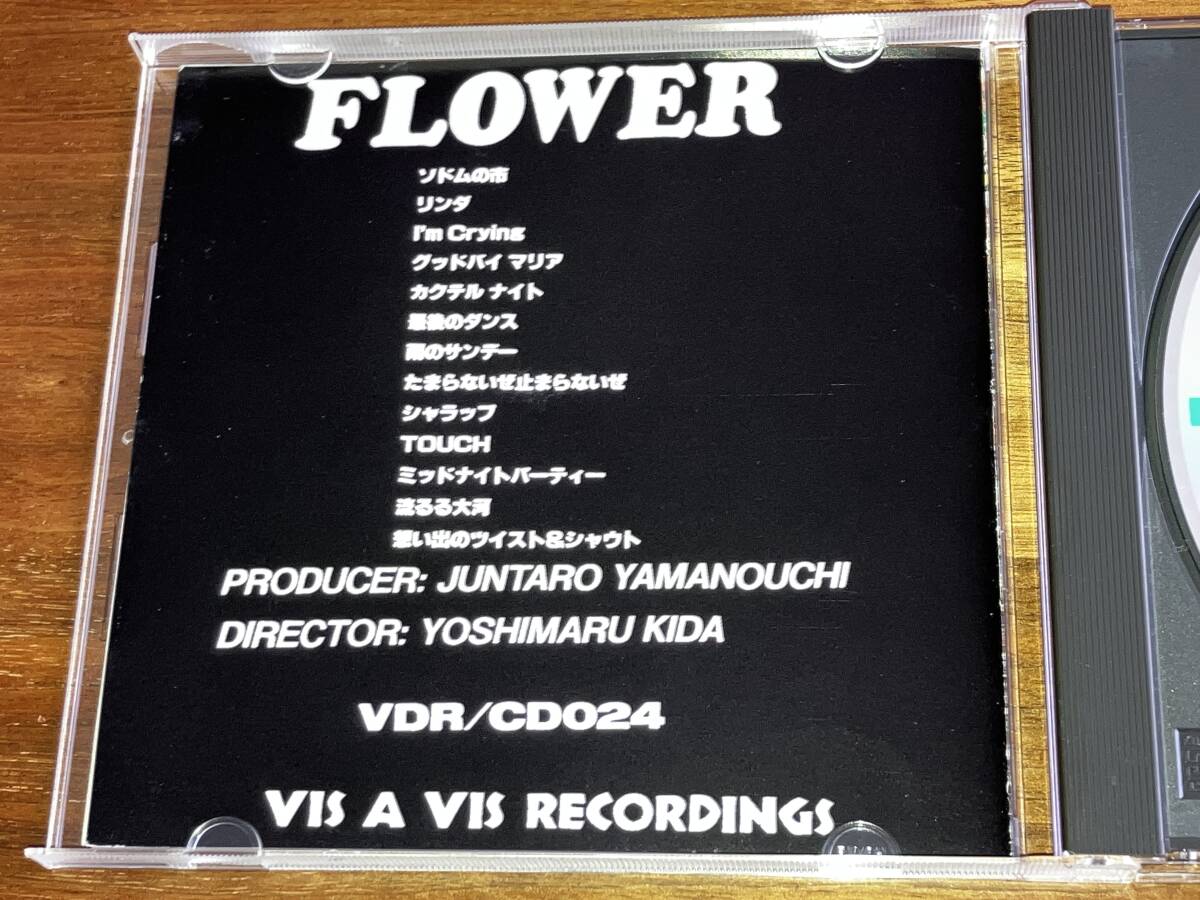 FLOWER
ソドムの市
リンダ
I'm Crying
グッドバイ マリア
カクテル ナイト
最後のダンス
雨のサンデー
たまらないぜ止まらないぜ
シャラップ
TOUCH
ミッドナイトパーティー
流るる大河
想い出のツイスト&シャウト
PRODUCER: JUNTARO YAMANOUCHI
DIRECTOR: YOSHIMARU KIDA
VDR/CD024
VIS A VIS RECORDINGS